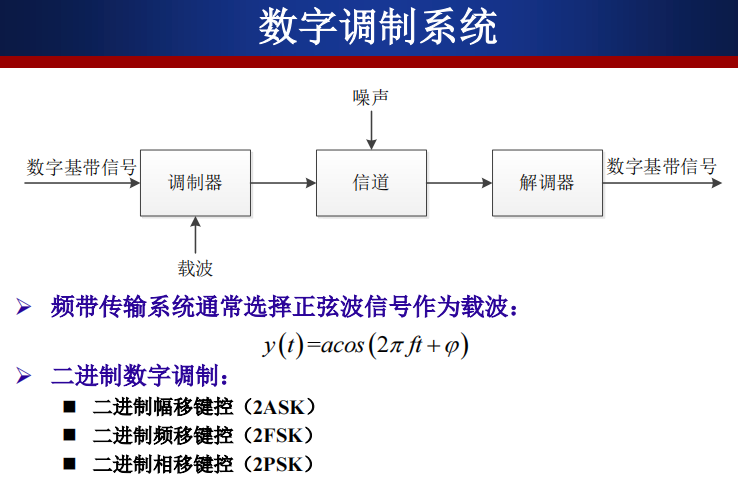 数字调制系统
噪声
数字基带信号
调制器
信道
解调器
数字基带信号
载波
➢ 频带传输系统通常选择正弦波信号作为载波：
y(t)=acos(2π ft+φ)
➢ 二进制数字调制：
■ 二进制幅移键控（2ASK）
■ 二进制频移键控（2FSK）
■ 二进制相移键控（2PSK）